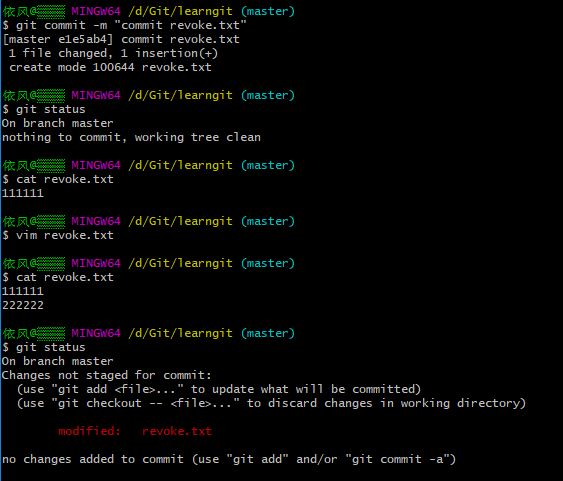 依风@▒▒▒▒ MINGW64 /d/Git/learngit (master)
$ git commit -m "commit revoke.txt"
[master e1e5ab4] commit revoke.txt
 1 file changed, 1 insertion(+)
 create mode 100644 revoke.txt
依风@▒▒▒▒ MINGW64 /d/Git/learngit (master)
$ git status
On branch master
nothing to commit, working tree clean
依风@▒▒▒▒ MINGW64 /d/Git/learngit (master)
$ cat revoke.txt
111111
依风@▒▒▒▒ MINGW64 /d/Git/learngit (master)
$ vim revoke.txt
依风@▒▒▒▒ MINGW64 /d/Git/learngit (master)
$ cat revoke.txt
111111
222222
依风@▒▒▒▒ MINGW64 /d/Git/learngit (master)
$ git status
On branch master
Changes not staged for commit:
  (use "git add <file>..." to update what will be committed)
  (use "git checkout -- <file>..." to discard changes in working directory)
        modified:   revoke.txt
no changes added to commit (use "git add" and/or "git commit -a")